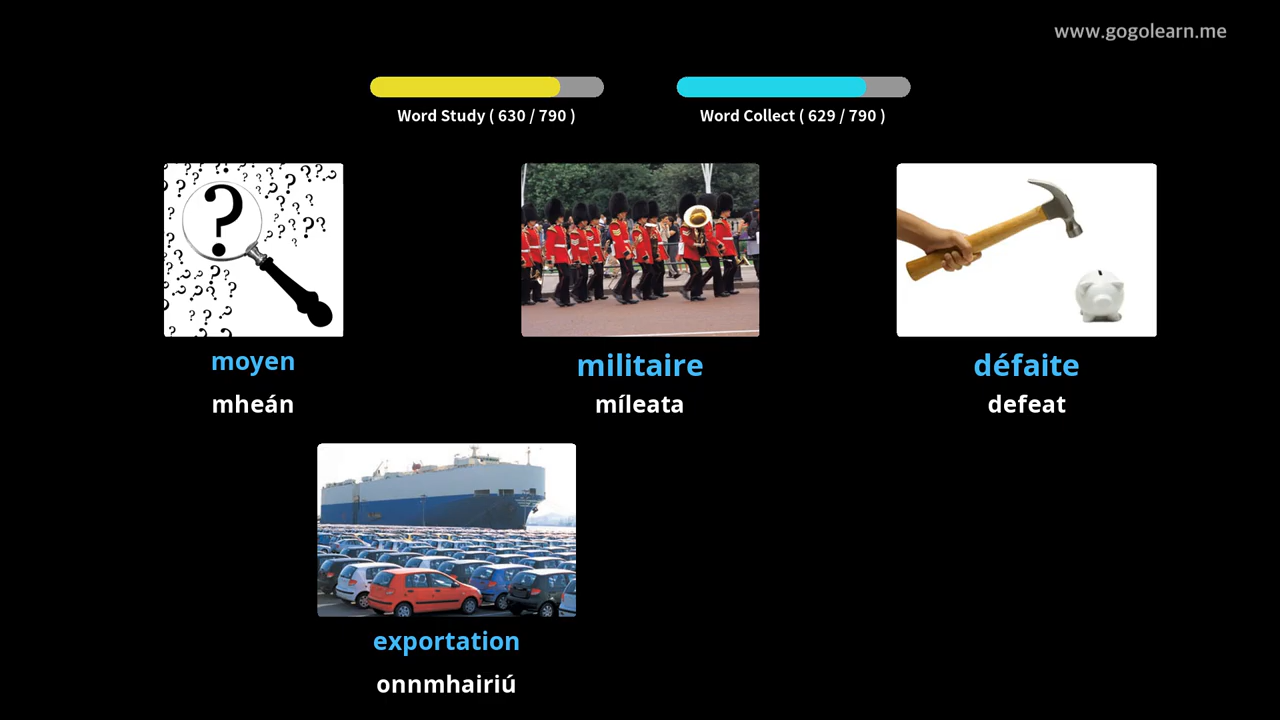 www.gogolearn.me
Word Study ( 630 / 790 )
Word Collect ( 629 / 790 )
moyen
militaire
défaite
mheán
míleata
defeat
exportation
onnmhairiú